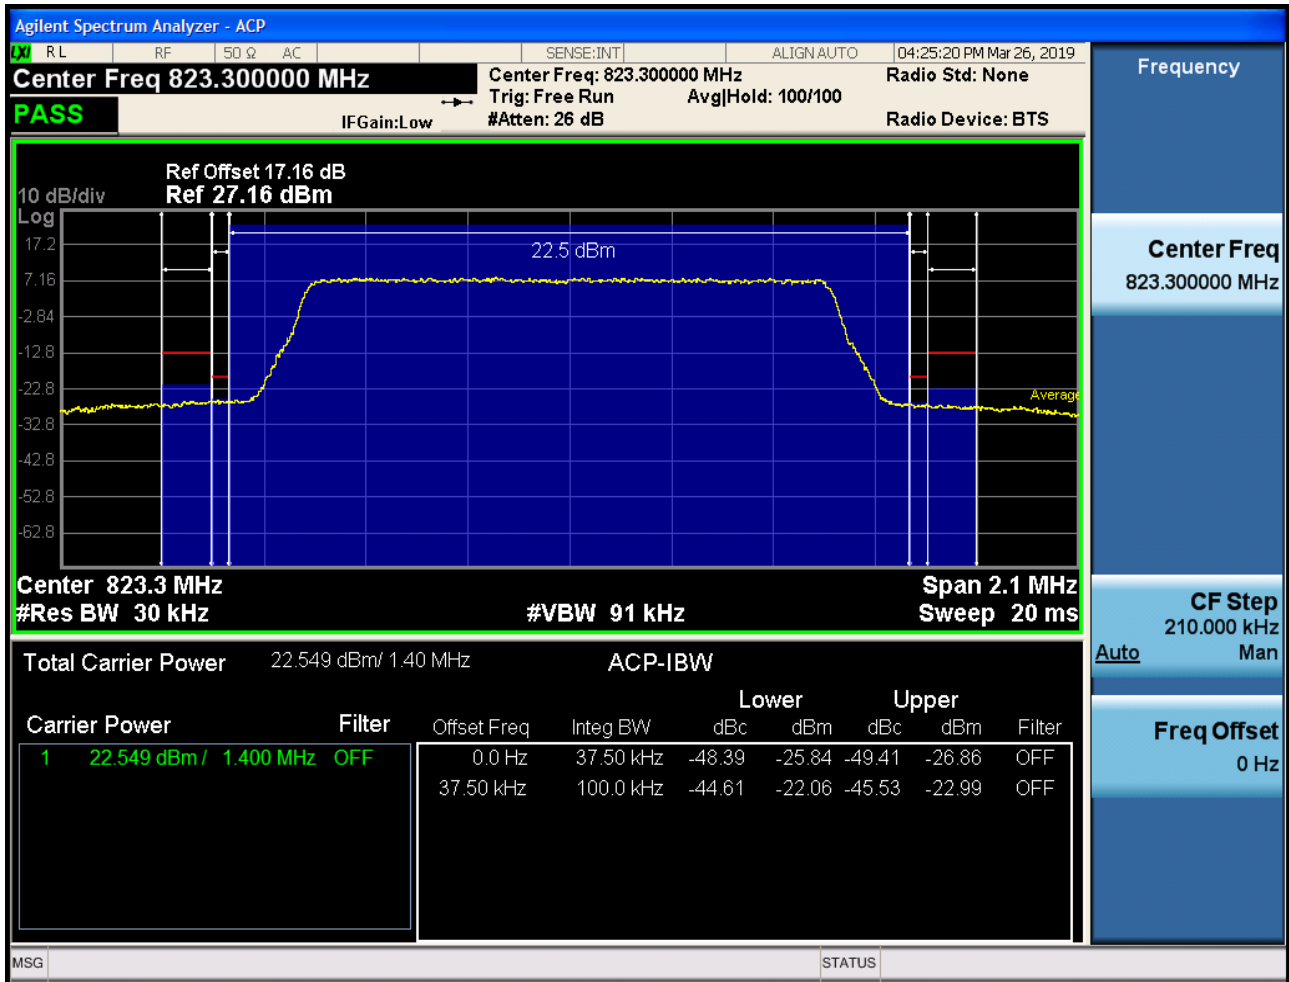 Agilent Spectrum Analyzer - ACP
LXI RL RF 50 Ω AC SENSE:INT ALIGN AUTO 04:25:20 PM Mar 26, 2019
Center Freq 823.300000 MHz
Center Freq: 823.300000 MHz Radio Std: None
Trig: Free Run Avg|Hold: 100/100
PASS IFGain:Low #Atten: 26 dB Radio Device: BTS
Ref Offset 17.16 dB
10 dB/div Ref 27.16 dBm
Log
17.2
22.5 dBm
7.16
-2.84
-12.8
-22.8
Average
-32.8
-42.8
-52.8
-62.8
Center 823.3 MHz Span 2.1 MHz
#Res BW 30 kHz #VBW 91 kHz Sweep 20 ms
Total Carrier Power 22.549 dBm/ 1.40 MHz ACP-IBW
Lower Upper
Carrier Power Filter Offset Freq Integ BW dBc dBm dBc dBm Filter
1 22.549 dBm / 1.400 MHz OFF 0.0 Hz 37.50 kHz -48.39 -25.84 -49.41 -26.86 OFF
37.50 kHz 100.0 kHz -44.61 -22.06 -45.53 -22.99 OFF
Frequency
Center Freq
823.300000 MHz
CF Step
210.000 kHz
Auto Man
Freq Offset
0 Hz
MSG STATUS